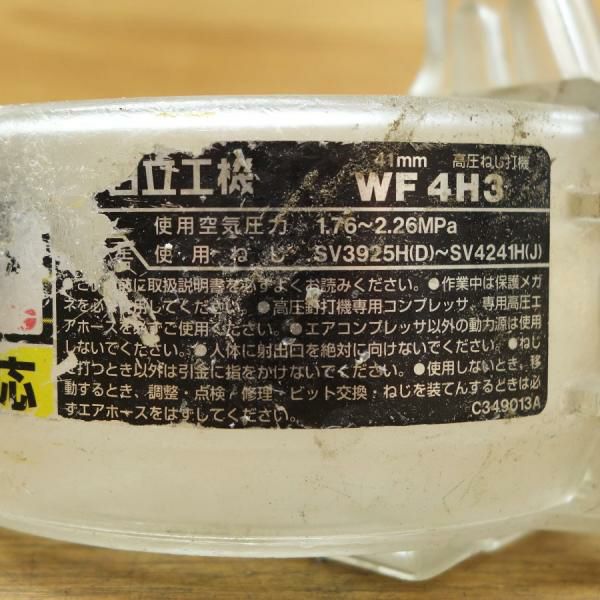 日立工機 41mm 高圧ねじ打機
WF 4H3
使用空気圧力 1.76〜2.26MPa
使用ねじ SV3925H(D)〜SV4241H(J)
に取扱説明書を必ずよくお読みください。●作業中は保護メガ
ネを必 してください。●高圧釘打機専用コンプレッサ、専用高圧エ
アホースを必ずご使用ください。●エアコンプレッサ以外の動力源は使用
しないでください。●人体に射出口を絶対に向けないでください。●ねじ
を打つとき以外は引金に指をかけないでください。●使用しないとき、移
動するとき、調整・点検・修理・ビット交換・ねじを装てんするときは必
ずエアホースをはずしてください。
C349013A
応